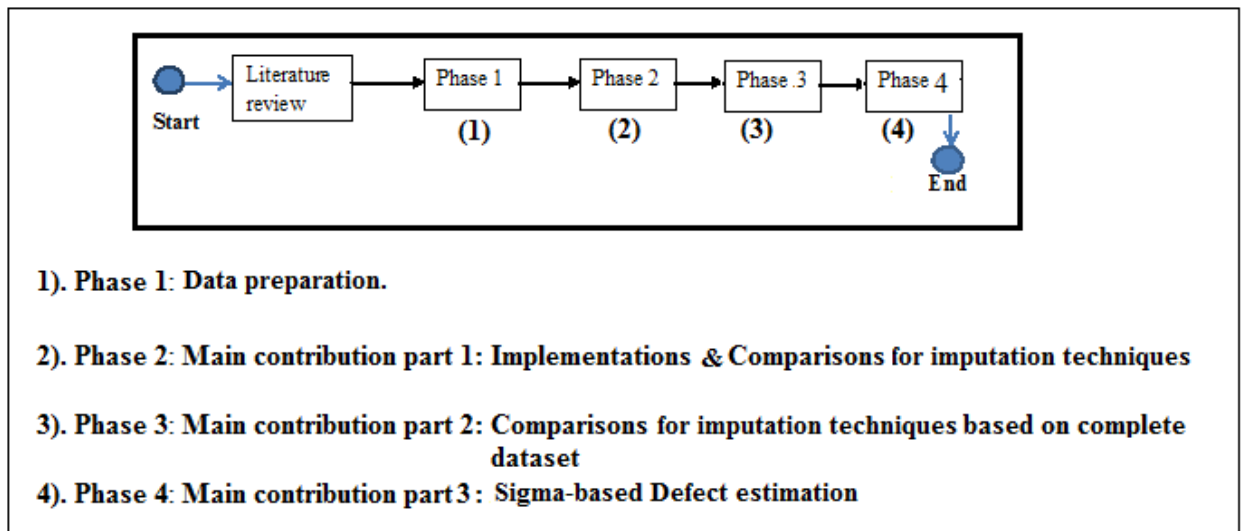 Literature
review
Phase 1
Phase 2
Phase .3
Phase 4
Start
(1)
(2)
(3)
(4)
End
1). Phase 1: Data preparation.
2). Phase 2: Main contribution part 1: Implementations & Comparisons for imputation techniques
3). Phase 3: Main contribution part 2: Comparisons for imputation techniques based on complete
dataset
4). Phase 4: Main contribution part 3: Sigma-based Defect estimation